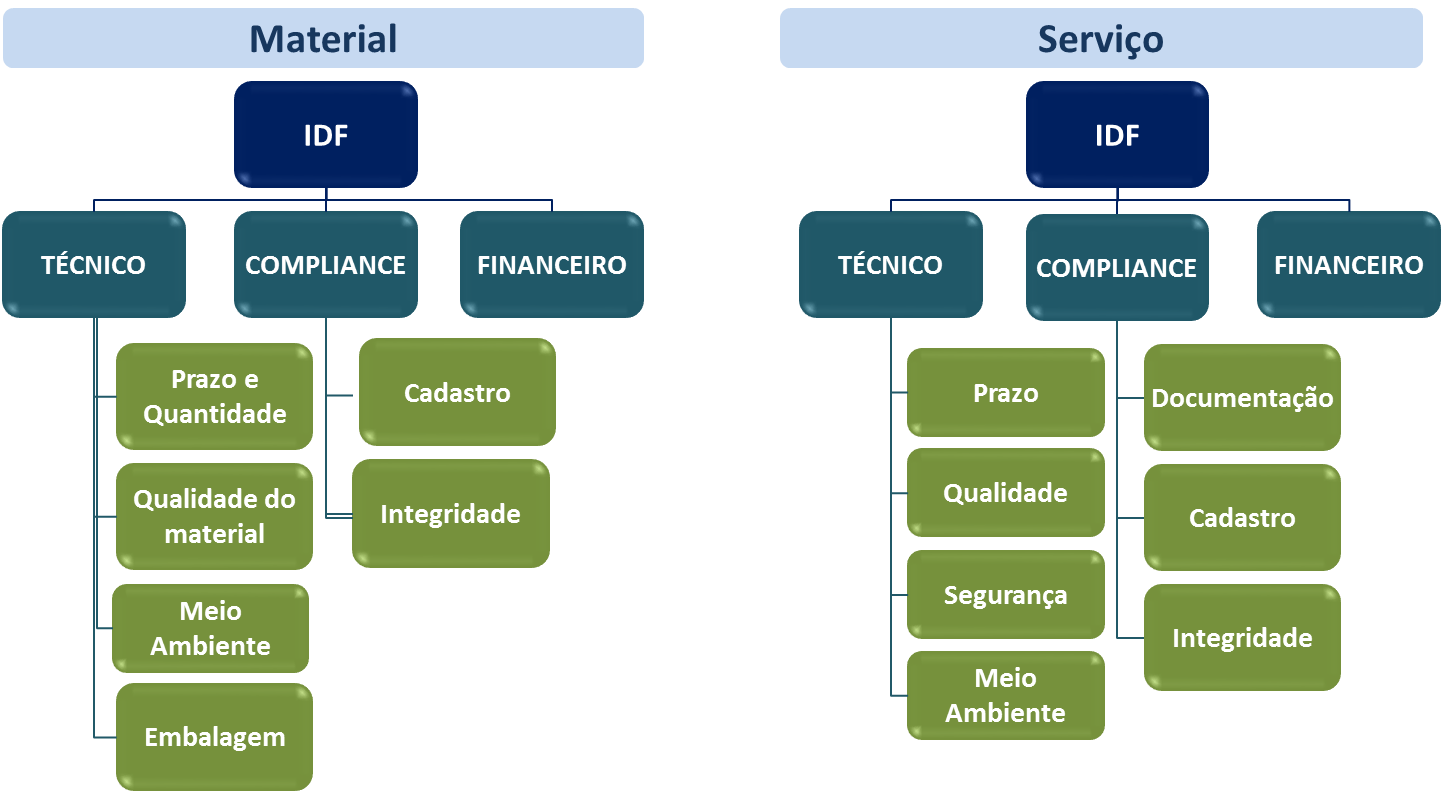 Material
IDF
TÉCNICO
COMPLIANCE
FINANCEIRO
Prazo e
Quantidade
Qualidade do
material
Meio
Ambiente
Embalagem
Cadastro
Integridade
Serviço
IDF
TÉCNICO
COMPLIANCE
FINANCEIRO
Prazo
Qualidade
Segurança
Meio
Ambiente
Documentação
Cadastro
Integridade